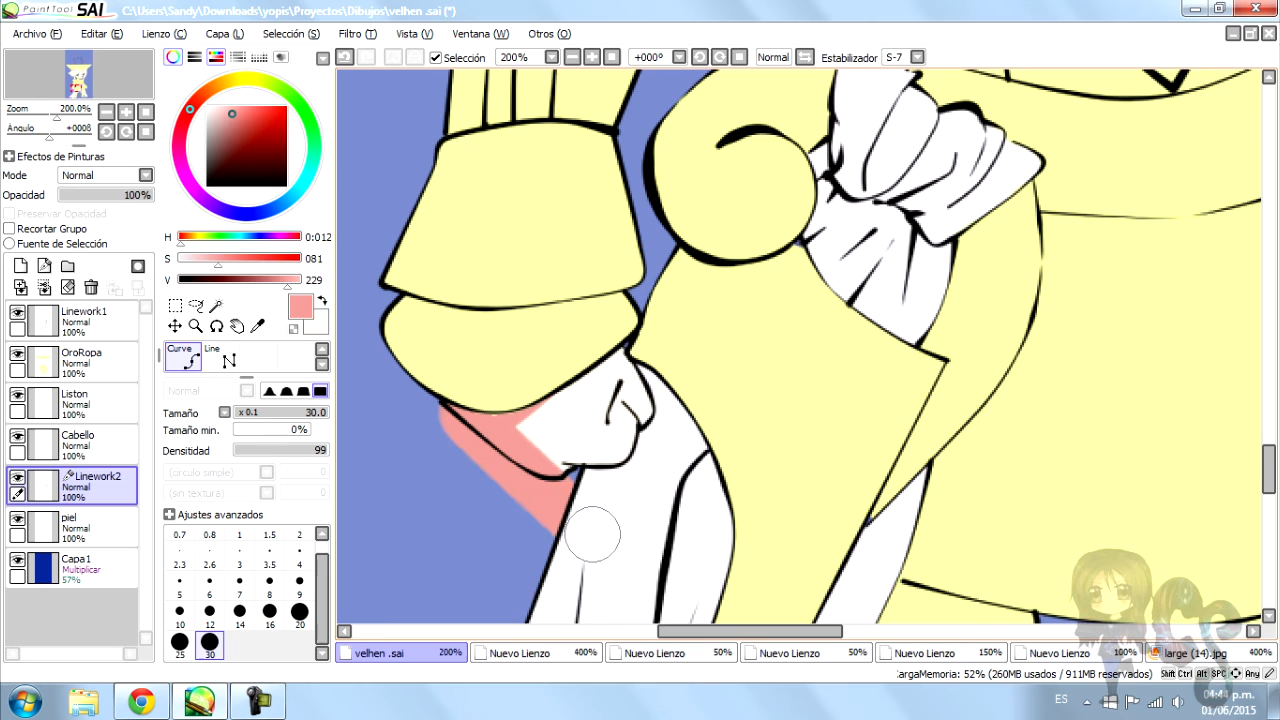 PaintTool SAI C:\Users\Sandy\Downloads\yopis\Proyectos\Dibujos\velhen .sai (*)
Archivo (F) Editar (E) Lienzo (C) Capa (L) Selección (S) Filtro (T) Vista (V) Ventana (W) Otros (O)
Selección 200% +000° Normal Estabilizador S-7
Zoom 200.0%
Ángulo +000ß
Efectos de Pinturas
Modo Normal
Opacidad 100%
Preservar Opacidad
Recortar Grupo
Fuente de Selección
Linework1
Normal
100%
OroRopa
Normal
100%
Liston
Normal
100%
Cabello
Normal
100%
Linework2
Normal
100%
piel
Normal
100%
Capa1
Multiplicar
57%
H 0:012
S 081
V 229
Curve Line
Normal
Tamaño x 0.1 30.0
Tamaño min. 0%
Densitidad 99
(circulo simple)
(sin textura)
Ajustes avanzados
0.7 0.8 1 1.5 2
2.3 2.6 3 3.5 4
5 6 7 8 9
10 12 14 16 20
25 30
velhen .sai 200% Nuevo Lienzo 400% Nuevo Lienzo 50% Nuevo Lienzo 50% Nuevo Lienzo 150% Nuevo Lienzo 100% large (14).jpg 400%
argaMemoria: 52% (260MB usados / 911MB reservados) Shift Ctrl Alt SPC Any
ES 04:44 p.m.
01/06/2015